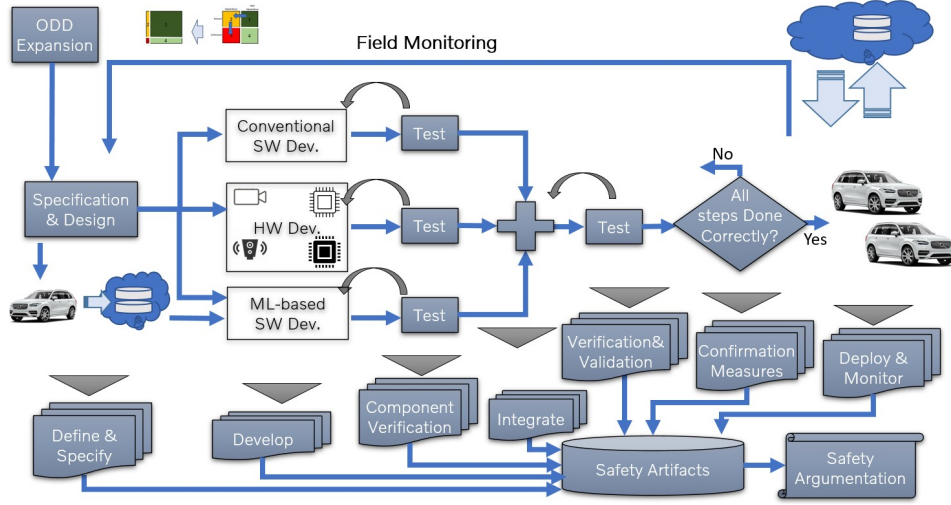 ODD
Expansion
Field Monitoring
Conventional
SW Dev.
Test
Specification
& Design
HW Dev.
Test
Test
All
steps Done
Correctly?
No
Yes
ML-based
SW Dev.
Test
Define &
Specify
Develop
Component
Verification
Integrate
Verification&
Validation
Confirmation
Measures
Deploy &
Monitor
Safety Artifacts
Safety
Argumentation